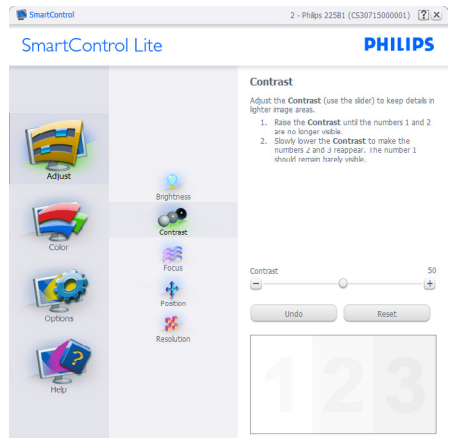 SmartControl
2 - Philips 225B1 (CS30715000001)
?
X
SmartControl Lite
PHILIPS
Adjust
Color
Options
?
Help
Brightness
Contrast
Focus
Position
Resolution
Contrast
Adjust the Contrast (use the slider) to keep details in
lighter image areas.
1. Raise the Contrast until the numbers 1 and 2
are no longer visible.
2. Slowly lower the Contrast to make the
numbers 2 and 3 reappear. The number 1
should remain barely visible.
Contrast
50
Undo
Reset
1 2 3